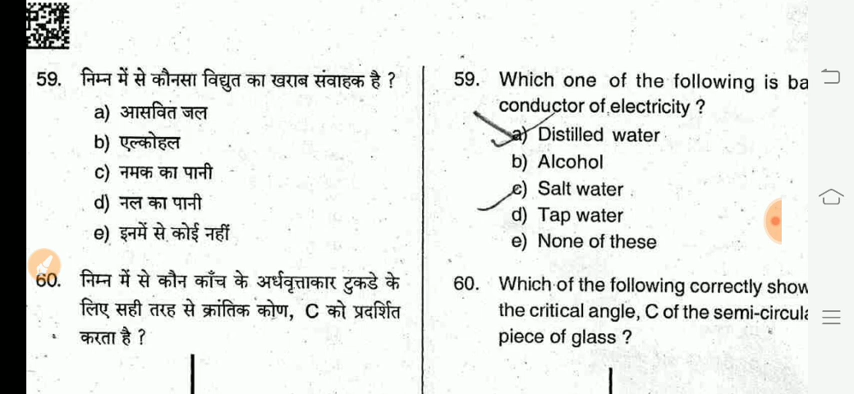 59. निम्न में से कौनसा विद्युत का खराब संवाहक है ?
a) आसवित जल
b) एल्कोहल
c) नमक का पानी
d) नल का पानी
e) इनमें से कोई नहीं
60. निम्न में से कौन काँच के अर्धवृत्ताकार टुकडे के
लिए सही तरह से क्रांतिक कोण, C को प्रदर्शित
करता है ?
59. Which one of the following is ba
conductor of electricity ?
a) Distilled water
b) Alcohol
c) Salt water
d) Tap water
e) None of these
60. Which of the following correctly show
the critical angle, C of the semi-circula
piece of glass ?